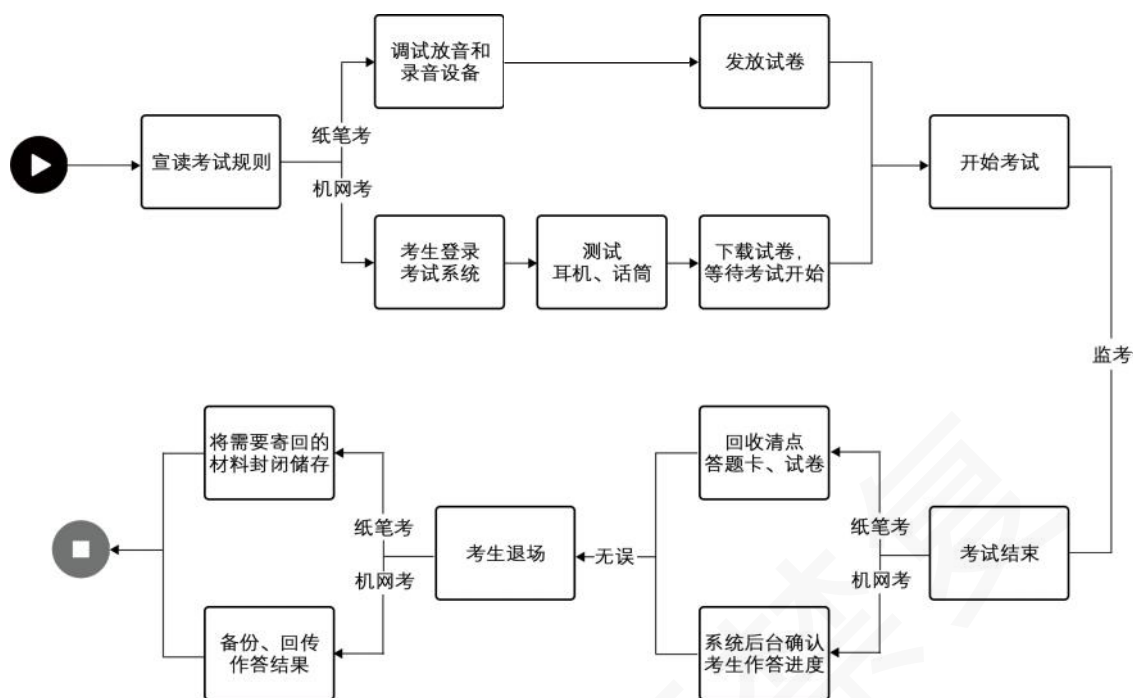 调试放音和
录音设备
发放试卷
纸笔考
宣读考试规则
开始考试
机网考
考生登录
考试系统
测试
耳机、话筒
下载试卷，
等待考试开始
监考
将需要寄回的
材料封闭储存
回收清点
答题卡、试卷
纸笔考
纸笔考
考生退场
无误
考试结束
机网考
机网考
备份、回传
作答结果
系统后台确认
考生作答进度